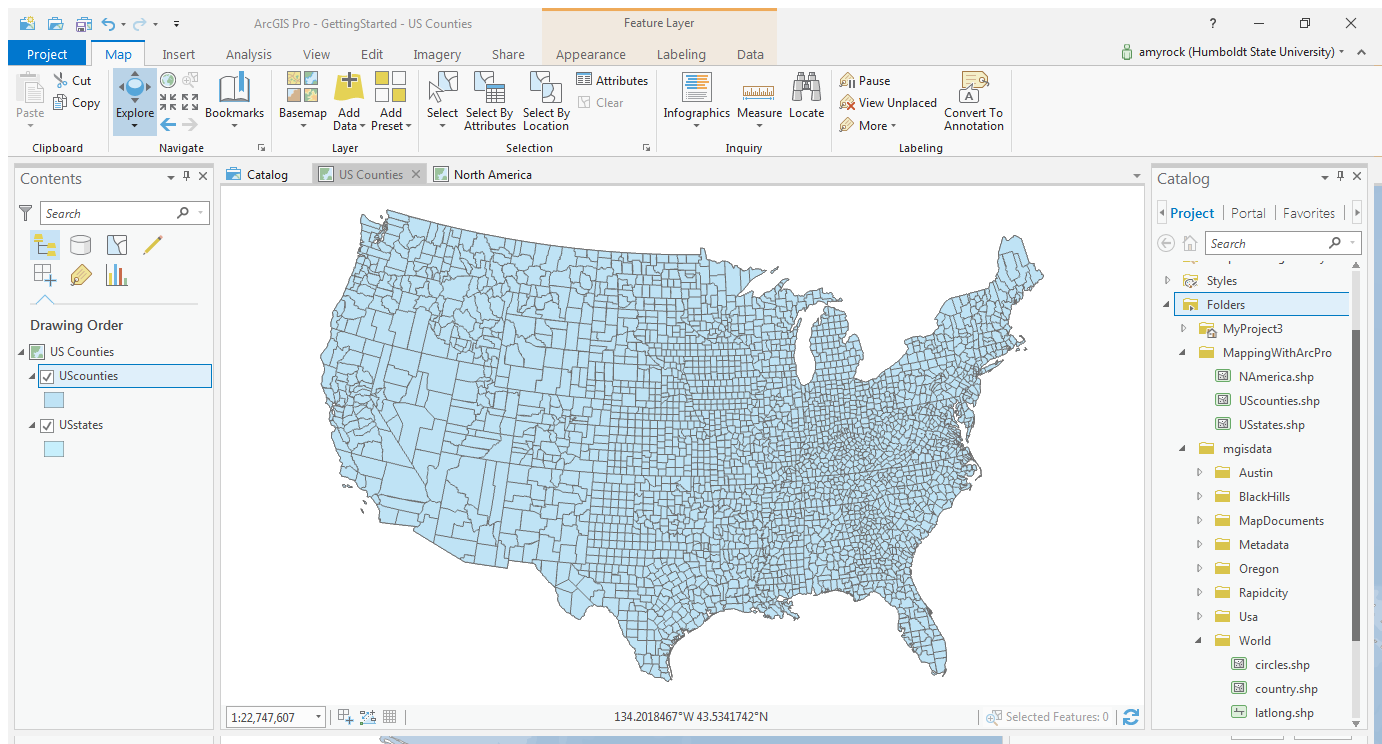 ArcGIS Pro - GettingStarted - US Counties
Feature Layer
?
Project Map Insert Analysis View Edit Imagery Share Appearance Labeling Data
amyrock (Humboldt State University)
Paste
Cut
Copy
Clipboard
Explore
Bookmarks
Navigate
Basemap
Add Data
Add Preset
Layer
Select
Select By Attributes
Select By Location
Attributes
Clear
Selection
Infographics
Measure
Locate
Inquiry
Pause
View Unplaced
More
Convert To Annotation
Labeling
Contents
Search
Drawing Order
US Counties
UScounties
USstates
Catalog
US Counties
North America
1:22,747,607
134.2018467°W 43.5341742°N
Selected Features: 0
Catalog
Project Portal Favorites
Search
Styles
Folders
MyProject3
MappingWithArcPro
NAmerica.shp
UScounties.shp
USstates.shp
mgisdata
Austin
BlackHills
MapDocuments
Metadata
Oregon
Rapidcity
Usa
World
circles.shp
country.shp
latlong.shp